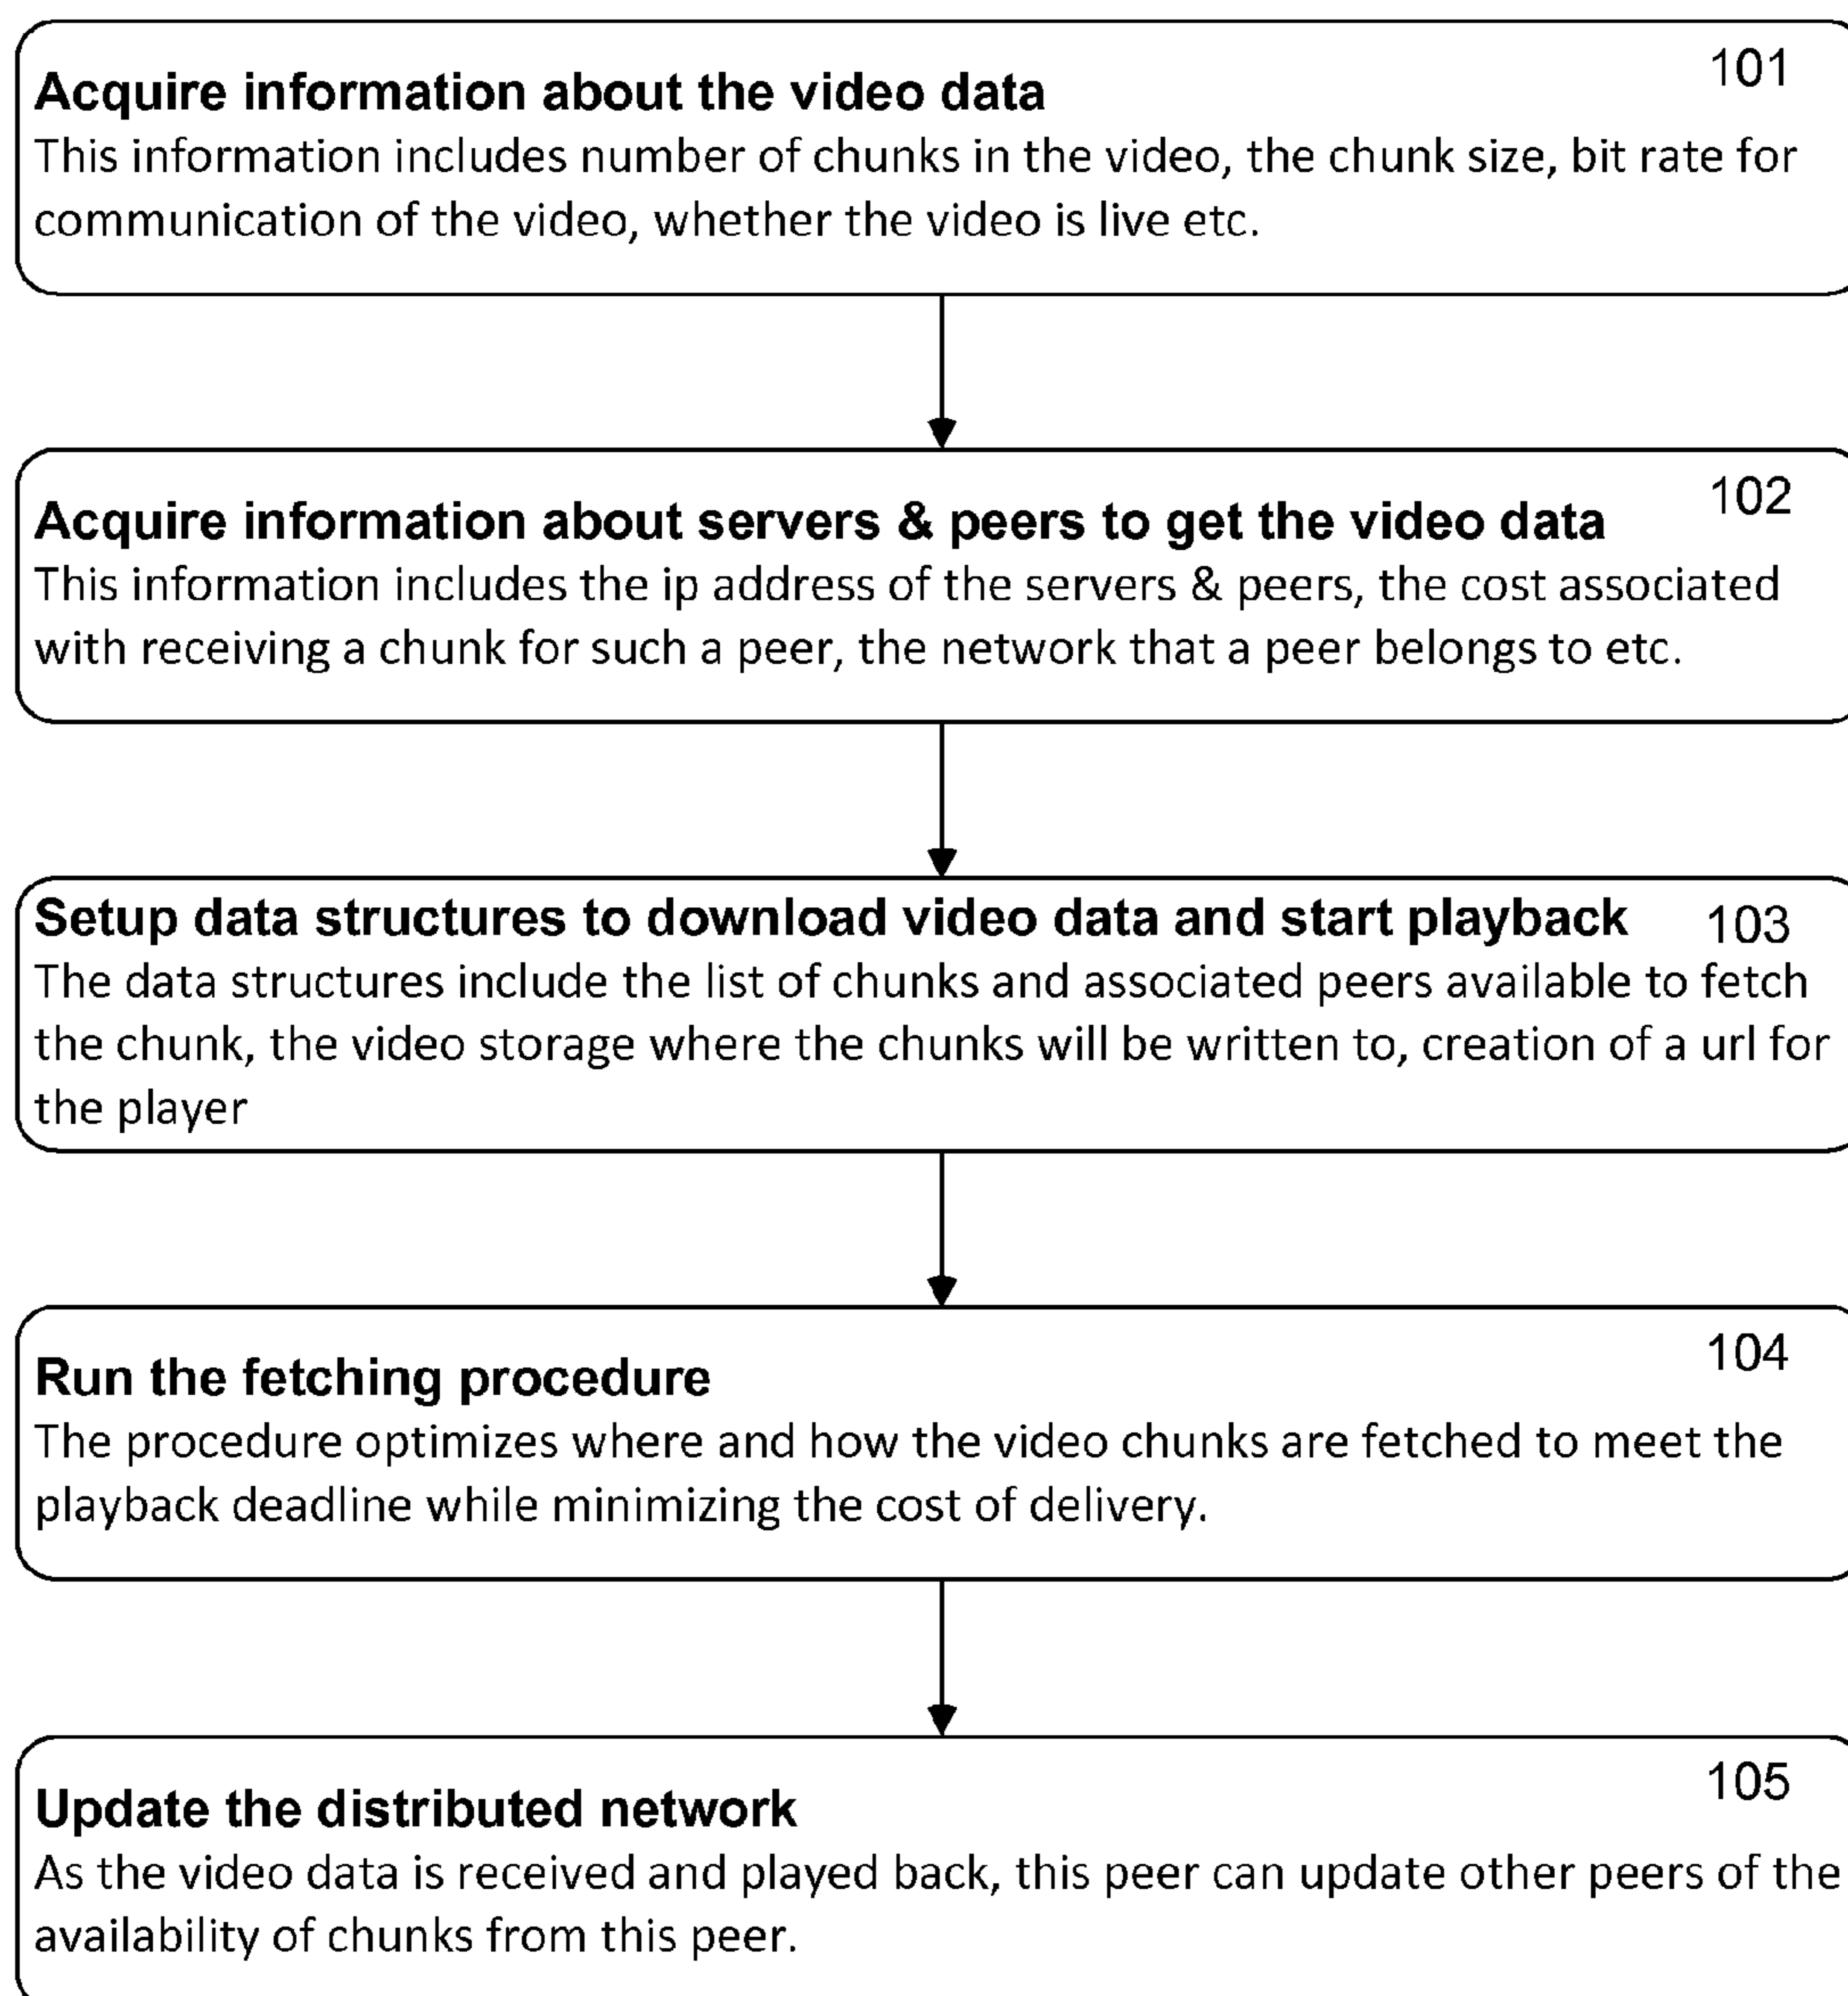 101
Acquire information about the video data
This information includes number of chunks in the video, the chunk size, bit rate for
communication of the video, whether the video is live etc.
102
Acquire information about servers & peers to get the video data
This information includes the ip address of the servers & peers, the cost associated
with receiving a chunk for such a peer, the network that a peer belongs to etc.
Setup data structures to download video data and start playback 103
The data structures include the list of chunks and associated peers available to fetch
the chunk, the video storage where the chunks will be written to, creation of a url for
the player
104
Run the fetching procedure
The procedure optimizes where and how the video chunks are fetched to meet the
playback deadline while minimizing the cost of delivery.
105
Update the distributed network
As the video data is received and played back, this peer can update other peers of the
availability of chunks from this peer.